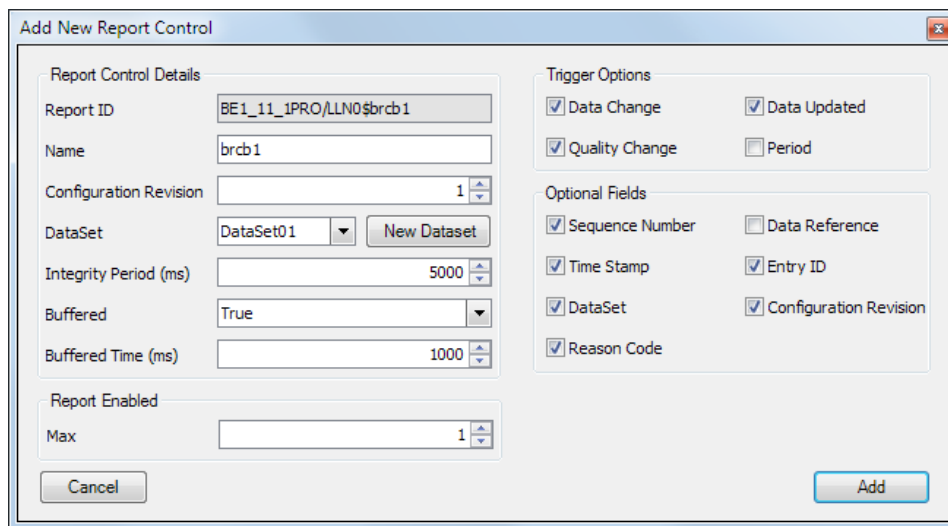 Add New Report Control
Report Control Details
Report ID BE1_11_1PRO/LLN0$brcb1
Name brcb1
Configuration Revision 1
DataSet DataSet01 New Dataset
Integrity Period (ms) 5000
Buffered True
Buffered Time (ms) 1000
Report Enabled
Max 1
Cancel
Trigger Options
Data Change Data Updated
Quality Change Period
Optional Fields
Sequence Number Data Reference
Time Stamp Entry ID
DataSet Configuration Revision
Reason Code
Add